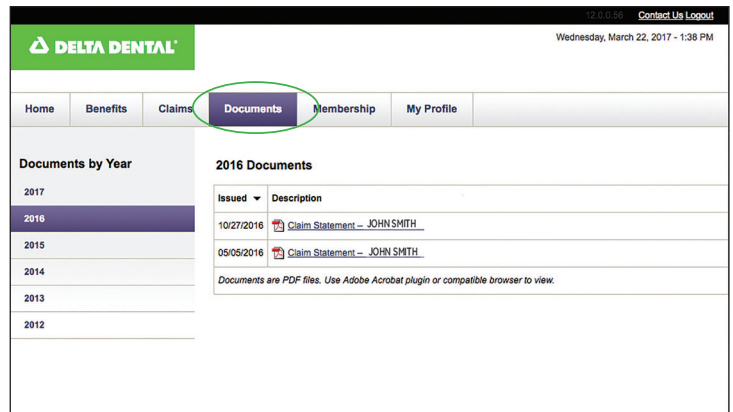 12.0.0.56 Contact Us Logout
DELTA DENTAL®
Wednesday, March 22, 2017 - 1:38 PM
Home Benefits Claims Documents Membership My Profile
Documents by Year
2017
2016
2015
2014
2013
2012
2016 Documents
Issued Description
10/27/2016 Claim Statement – JOHN SMITH
05/05/2016 Claim Statement – JOHN SMITH
Documents are PDF files. Use Adobe Acrobat plugin or compatible browser to view.